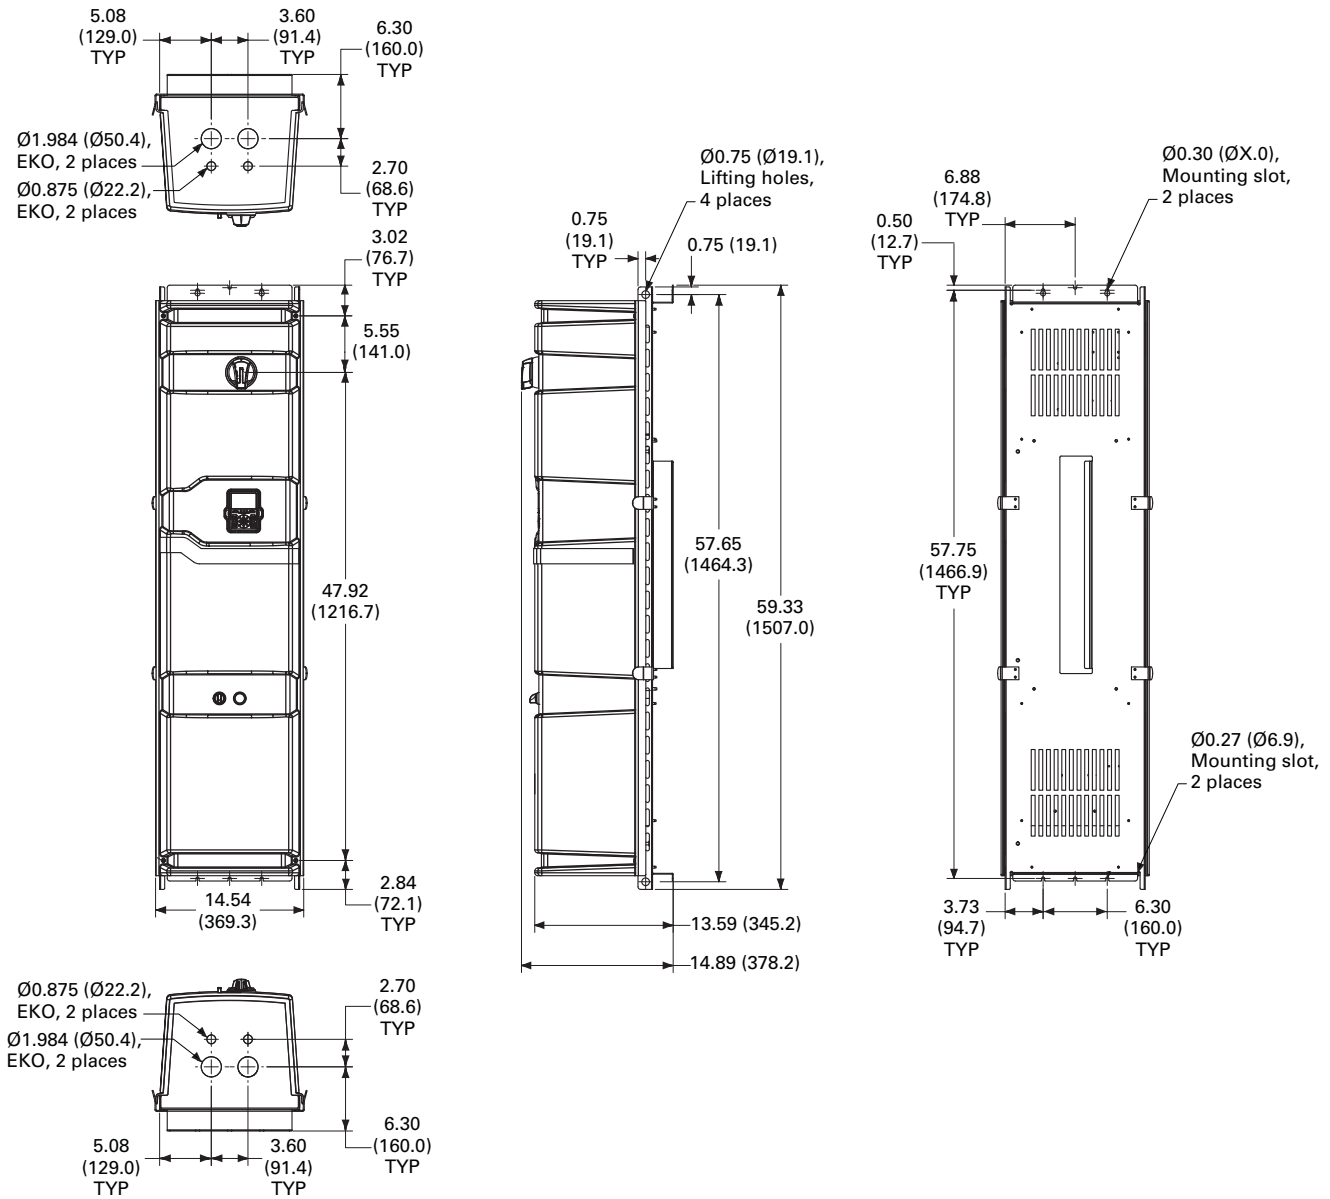 5.08
(129.0)
TYP
3.60
(91.4)
TYP
6.30
(160.0)
TYP
Ø1.984 (Ø50.4),
EKO, 2 places
Ø0.875 (Ø22.2),
EKO, 2 places
2.70
(68.6)
TYP
3.02
(76.7)
TYP
5.55
(141.0)
47.92
(1216.7)
14.54
(369.3)
2.84
(72.1)
TYP
Ø0.875 (Ø22.2),
EKO, 2 places
Ø1.984 (Ø50.4),
EKO, 2 places
2.70
(68.6)
TYP
6.30
(160.0)
TYP
5.08
(129.0)
TYP
3.60
(91.4)
TYP
Ø0.75 (Ø19.1),
Lifting holes,
4 places
0.75
(19.1)
TYP
0.75 (19.1)
57.65
(1464.3)
59.33
(1507.0)
13.59 (345.2)
14.89 (378.2)
Ø0.30 (ØX.0),
Mounting slot,
2 places
6.88
(174.8)
TYP
0.50
(12.7)
TYP
57.75
(1466.9)
TYP
Ø0.27 (Ø6.9),
Mounting slot,
2 places
3.73
(94.7)
TYP
6.30
(160.0)
TYP